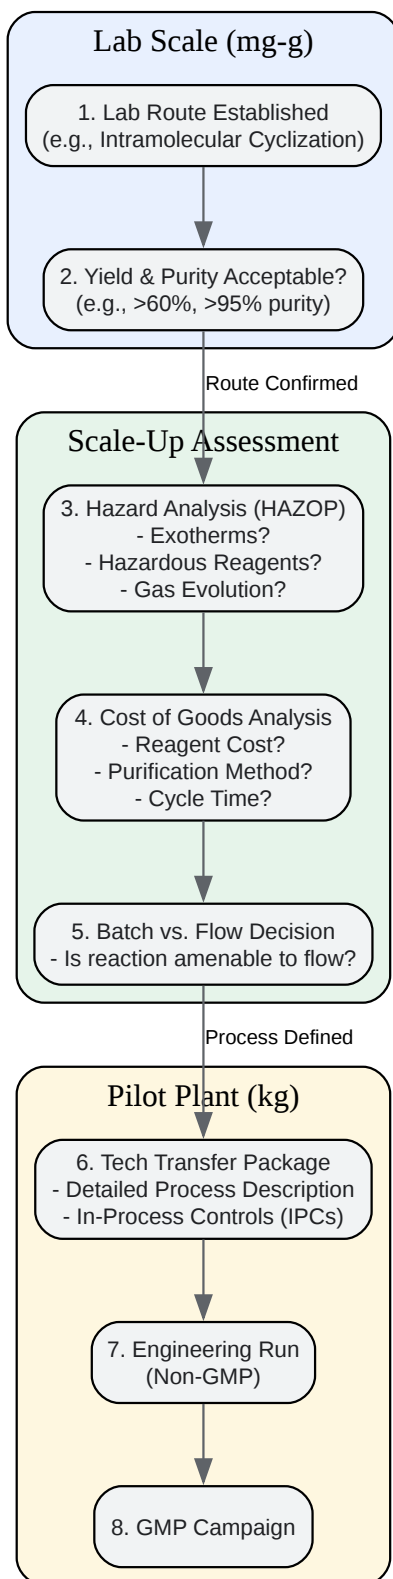 Lab Scale (mg-g)
1. Lab Route Established
(e.g., Intramolecular Cyclization)
2. Yield & Purity Acceptable?
(e.g., >60%, >95% purity)
Route Confirmed
Scale-Up Assessment
3. Hazard Analysis (HAZOP)
- Exotherms?
- Hazardous Reagents?
- Gas Evolution?
4. Cost of Goods Analysis
- Reagent Cost?
- Purification Method?
- Cycle Time?
5. Batch vs. Flow Decision
- Is reaction amenable to flow?
Process Defined
Pilot Plant (kg)
6. Tech Transfer Package
- Detailed Process Description
- In-Process Controls (IPCs)
7. Engineering Run
(Non-GMP)
8. GMP Campaign